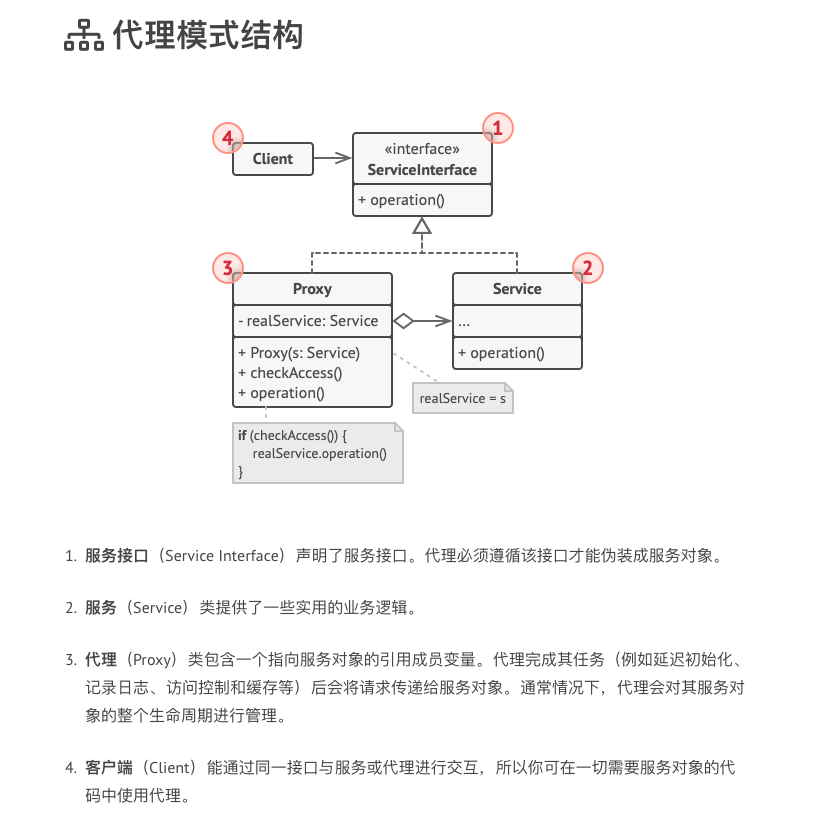 代理模式结构
4
1
Client
«interface»
ServiceInterface
+ operation()
3
2
Proxy
- realService: Service
+ Proxy(s: Service)
+ checkAccess()
+ operation()
Service
...
+ operation()
realService = s
if (checkAccess()) {
realService.operation()
}
1. 服务接口（Service Interface）声明了服务接口。代理必须遵循该接口才能伪装成服务对象。
2. 服务（Service）类提供了一些实用的业务逻辑。
3. 代理（Proxy）类包含一个指向服务对象的引用成员变量。代理完成其任务（例如延迟初始化、
记录日志、访问控制和缓存等）后会将请求传递给服务对象。通常情况下，代理会对其服务对
象的整个生命周期进行管理。
4. 客户端（Client）能通过同一接口与服务或代理进行交互，所以你可在一切需要服务对象的代
码中使用代理。